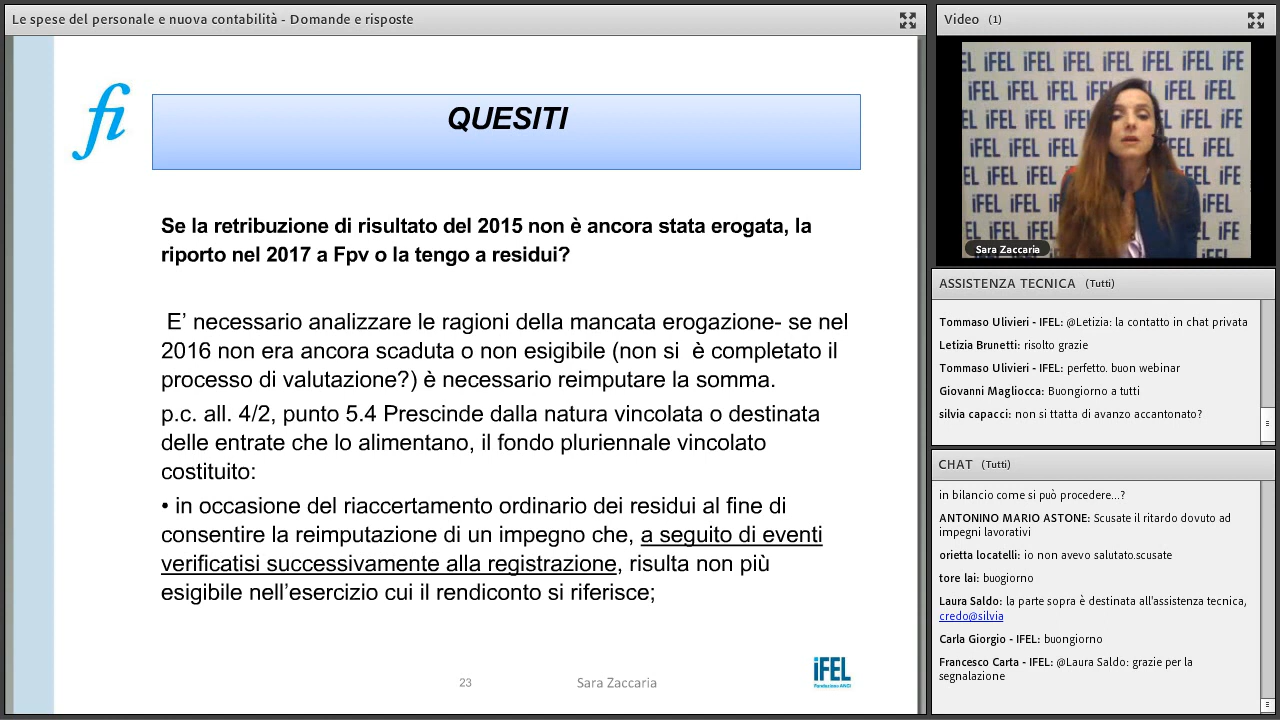 Le spese del personale e nuova contabilità - Domande e risposte
fi
QUESITI
Se la retribuzione di risultato del 2015 non è ancora stata erogata, la
riporto nel 2017 a Fpv o la tengo a residui?
E’ necessario analizzare le ragioni della mancata erogazione- se nel
2016 non era ancora scaduta o non esigibile (non si è completato il
processo di valutazione?) è necessario reimputare la somma.
p.c. all. 4/2, punto 5.4 Prescinde dalla natura vincolata o destinata
delle entrate che lo alimentano, il fondo pluriennale vincolato
costituito:
• in occasione del riaccertamento ordinario dei residui al fine di
consentire la reimputazione di un impegno che, a seguito di eventi
verificatisi successivamente alla registrazione, risulta non più
esigibile nell’esercizio cui il rendiconto si riferisce;
23
Sara Zaccaria
iFEL
Fondazione ANCI
Video (1)
iFEL iFEL iFEL iFEL
Sara Zaccaria
ASSISTENZA TECNICA (Tutti)
Tommaso Ulivieri - IFEL: @Letizia: la contatto in chat privata
Letizia Brunetti: risolto grazie
Tommaso Ulivieri - IFEL: perfetto. buon webinar
Giovanni Magliocca: Buongiorno a tutti
silvia capacci: non si ttatta di avanzo accantonato?
CHAT (Tutti)
in bilancio come si può procedere...?
ANTONINO MARIO ASTONE: Scusate il ritardo dovuto ad
impegni lavorativi
orietta locatelli: io non avevo salutato.scusate
tore lai: buogiorno
Laura Saldo: la parte sopra è destinata all'assistenza tecnica,
credo@silvia
Carla Giorgio - IFEL: buongiorno
Francesco Carta - IFEL: @Laura Saldo: grazie per la
segnalazione